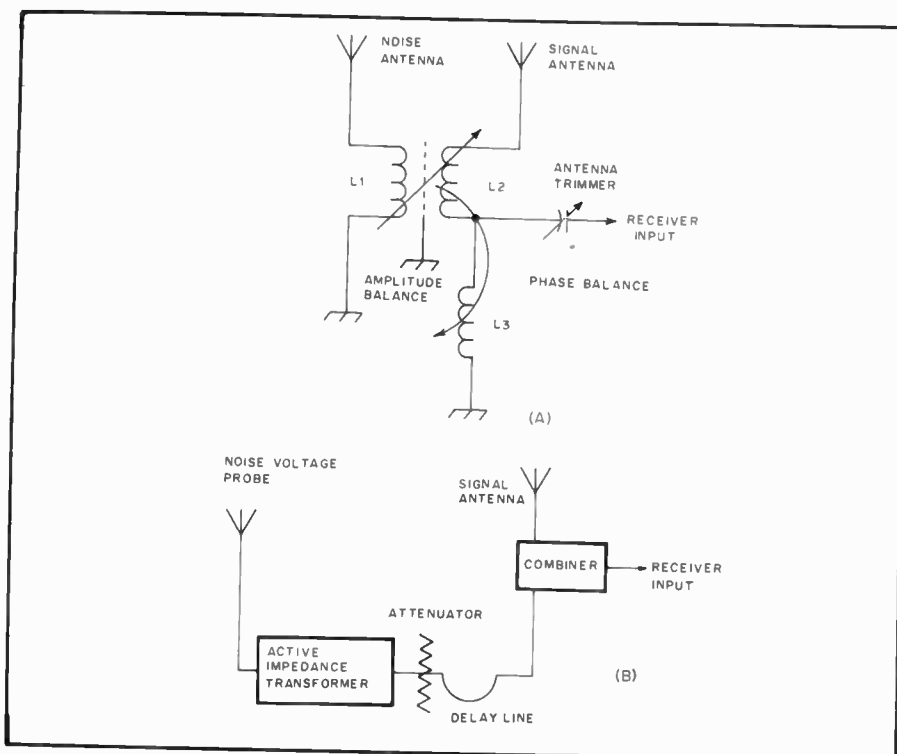 NOISE
ANTENNA
SIGNAL
ANTENNA
L1
L2
ANTENNA
TRIMMER
RECEIVER
INPUT
AMPLITUDE
BALANCE
PHASE BALANCE
L3
(A)
NOISE VOLTAGE
PROBE
SIGNAL
ANTENNA
COMBINER
RECEIVER
INPUT
ATTENUATOR
ACTIVE
IMPEDANCE
TRANSFORMER
(B)
DELAY LINE